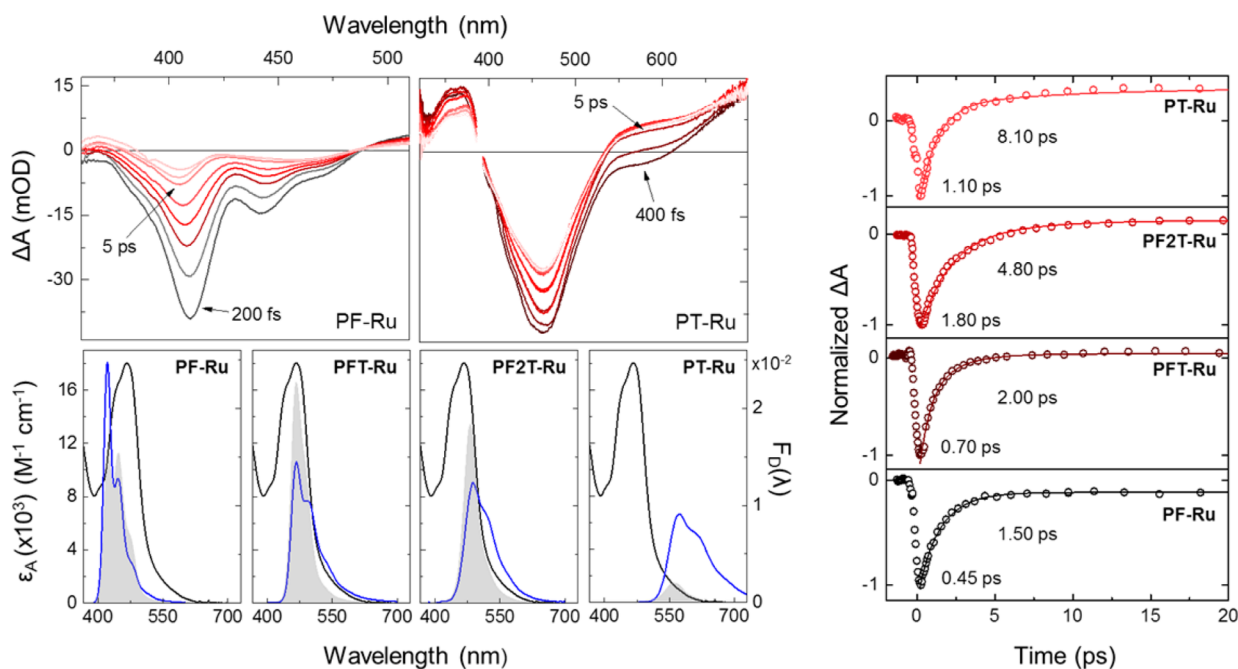 Wavelength (nm)
400 450 500 400 500 600
15
0
-15
-30
ΔA (mOD)
5 ps
200 fs
PF-Ru
5 ps
400 fs
PT-Ru
16
12
8
4
0
εA (x10³) (M⁻¹ cm⁻¹)
PF-Ru
PFT-Ru
PF2T-Ru
PT-Ru
x10⁻²
2
1
0
FD(λ)
400 550 700 400 550 700 400 550 700 400 550 700
Wavelength (nm)
Normalized ΔA
0
-1
PT-Ru
8.10 ps
1.10 ps
0
-1
PF2T-Ru
4.80 ps
1.80 ps
0
-1
PFT-Ru
2.00 ps
0.70 ps
0
-1
PF-Ru
1.50 ps
0.45 ps
0 5 10 15 20
Time (ps)